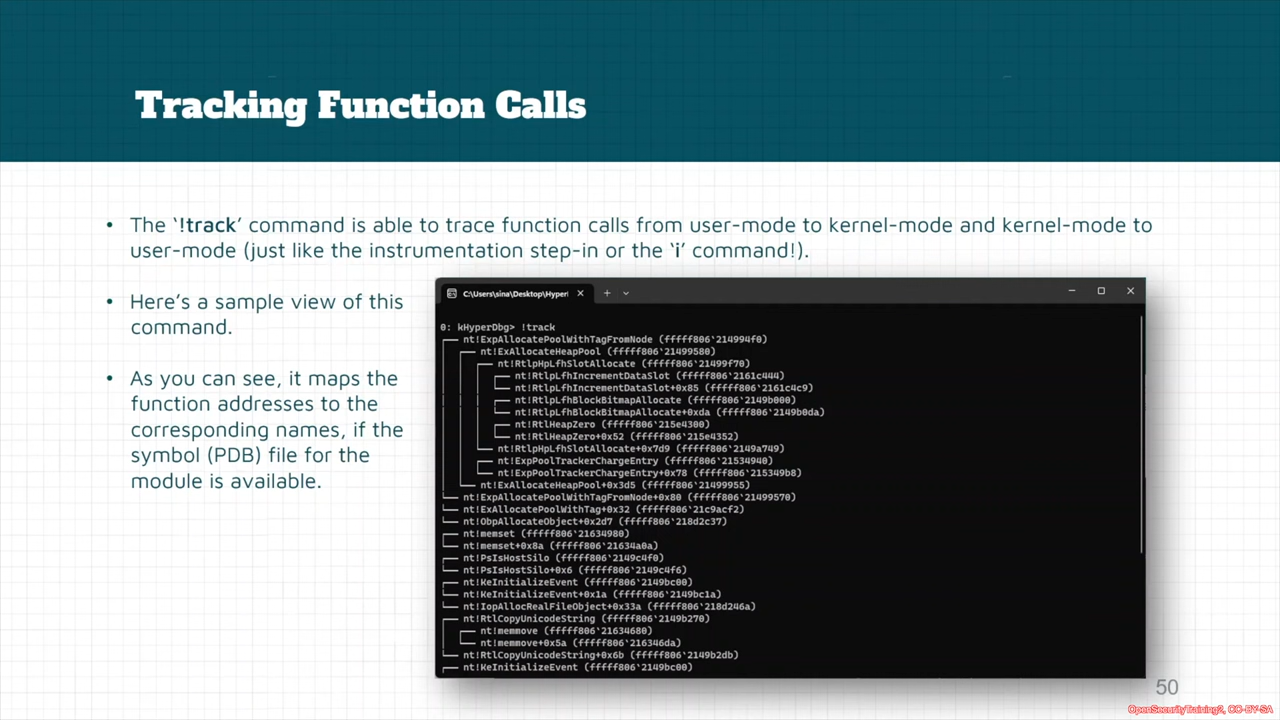 Tracking Function Calls
• The ‘!track’ command is able to trace function calls from user-mode to kernel-mode and kernel-mode to
user-mode (just like the instrumentation step-in or the ‘i’ command!).
• Here’s a sample view of this
command.
• As you can see, it maps the
function addresses to the
corresponding names, if the
symbol (PDB) file for the
module is available.
C:\Users\sina\Desktop\Hyperl
0: kHyperDbg> !track
nt!ExpAllocatePoolWithTagFromNode (fffff806`214994f0)
nt!ExAllocateHeapPool (fffff806`21499580)
nt!RtlpHpLfhSlotAllocate (fffff806`21499f70)
nt!RtlpLfhIncrementDataSlot (fffff806`2161c444)
nt!RtlpLfhIncrementDataSlot+0x85 (fffff806`2161c4c9)
nt!RtlpLfhBlockBitmapAllocate (fffff806`2149b000)
nt!RtlpLfhBlockBitmapAllocate+0xda (fffff806`2149b0da)
nt!RtlHeapZero (fffff806`215e4300)
nt!RtlHeapZero+0x52 (fffff806`215e4352)
nt!RtlpHpLfhSlotAllocate+0x7d9 (fffff806`2149a749)
nt!ExpPoolTrackerChargeEntry (fffff806`21534940)
nt!ExpPoolTrackerChargeEntry+0x78 (fffff806`215349b8)
nt!ExAllocateHeapPool+0x3d5 (fffff806`21499955)
nt!ExpAllocatePoolWithTagFromNode+0x80 (fffff806`21499570)
nt!ExAllocatePoolWithTag+0x32 (fffff806`21c9acf2)
nt!ObpAllocateObject+0x2d7 (fffff806`218d2c37)
nt!memset (fffff806`21634980)
nt!memset+0x8a (fffff806`21634a0a)
nt!PsIsHostSilo (fffff806`2149c4f0)
nt!PsIsHostSilo+0x6 (fffff806`2149c4f6)
nt!KeInitializeEvent (fffff806`2149bc00)
nt!KeInitializeEvent+0x1a (fffff806`2149bc1a)
nt!IopAllocRealFileObject+0x33a (fffff806`218d246a)
nt!RtlCopyUnicodeString (fffff806`2149b270)
nt!memmove (fffff806`21634680)
nt!memmove+0x5a (fffff806`216346da)
nt!RtlCopyUnicodeString+0x6b (fffff806`2149b2db)
nt!KeInitializeEvent (fffff806`2149bc00)
50
OpenSecurityTraining2, CC-BY-SA